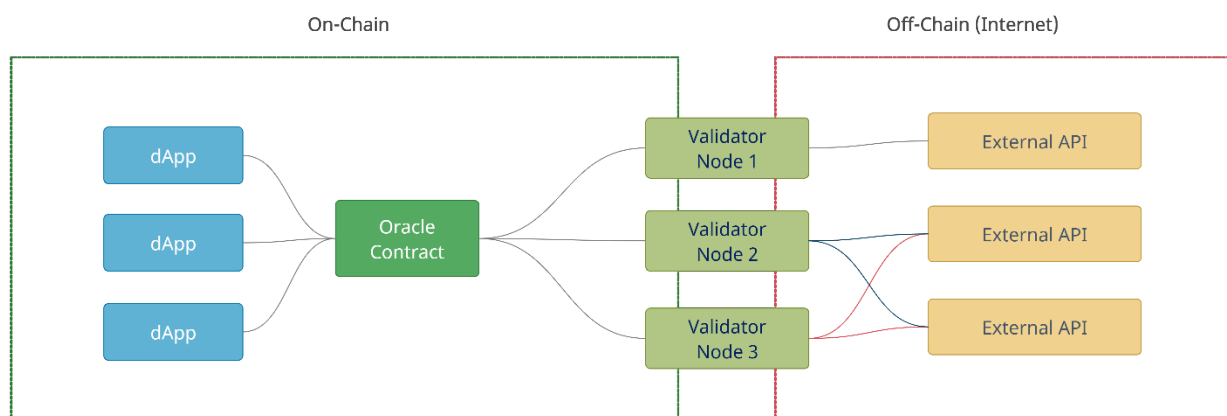 On-Chain
Off-Chain (Internet)
dApp
dApp
dApp
Oracle
Contract
Validator
Node 1
Validator
Node 2
Validator
Node 3
External API
External API
External API